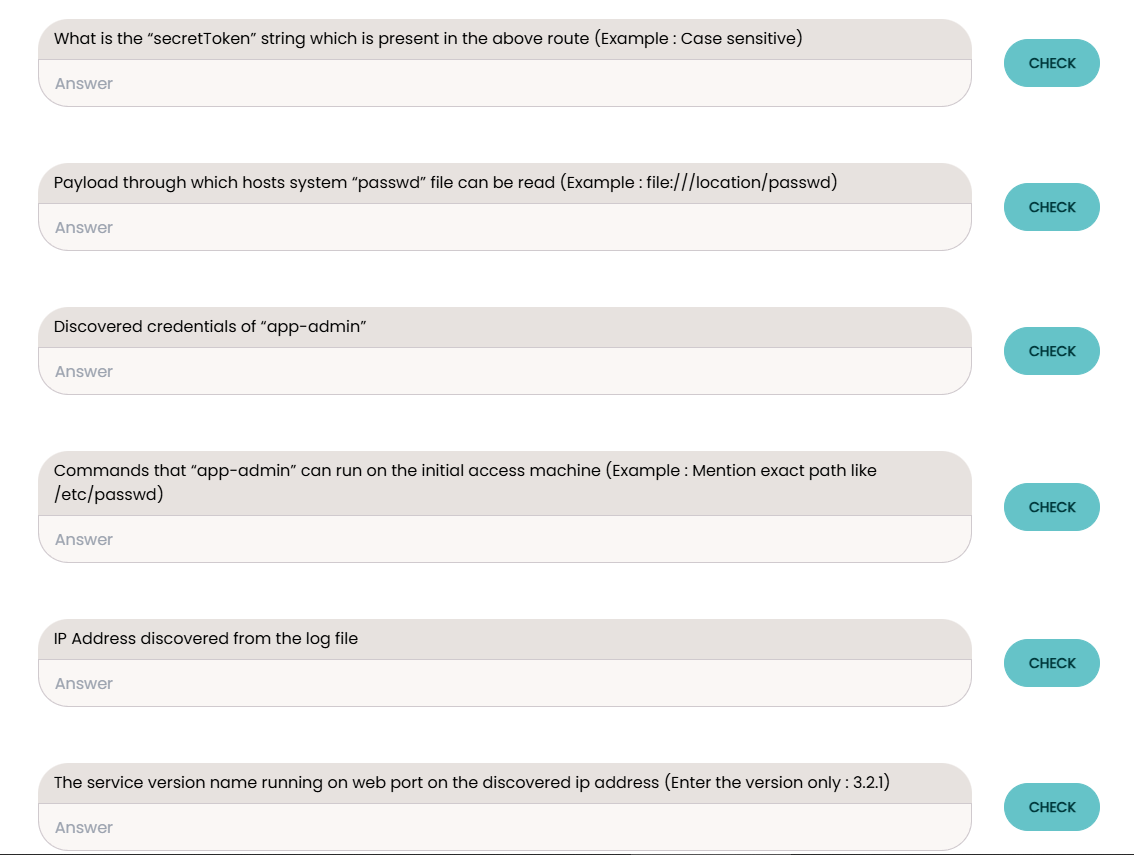 What is the “secretToken” string which is present in the above route (Example : Case sensitive)
Answer
CHECK
Payload through which hosts system “passwd” file can be read (Example : file:///location/passwd)
Answer
CHECK
Discovered credentials of “app-admin”
Answer
CHECK
Commands that “app-admin” can run on the initial access machine (Example : Mention exact path like
/etc/passwd)
Answer
CHECK
IP Address discovered from the log file
Answer
CHECK
The service version name running on web port on the discovered ip address (Enter the version only : 3.2.1)
Answer
CHECK